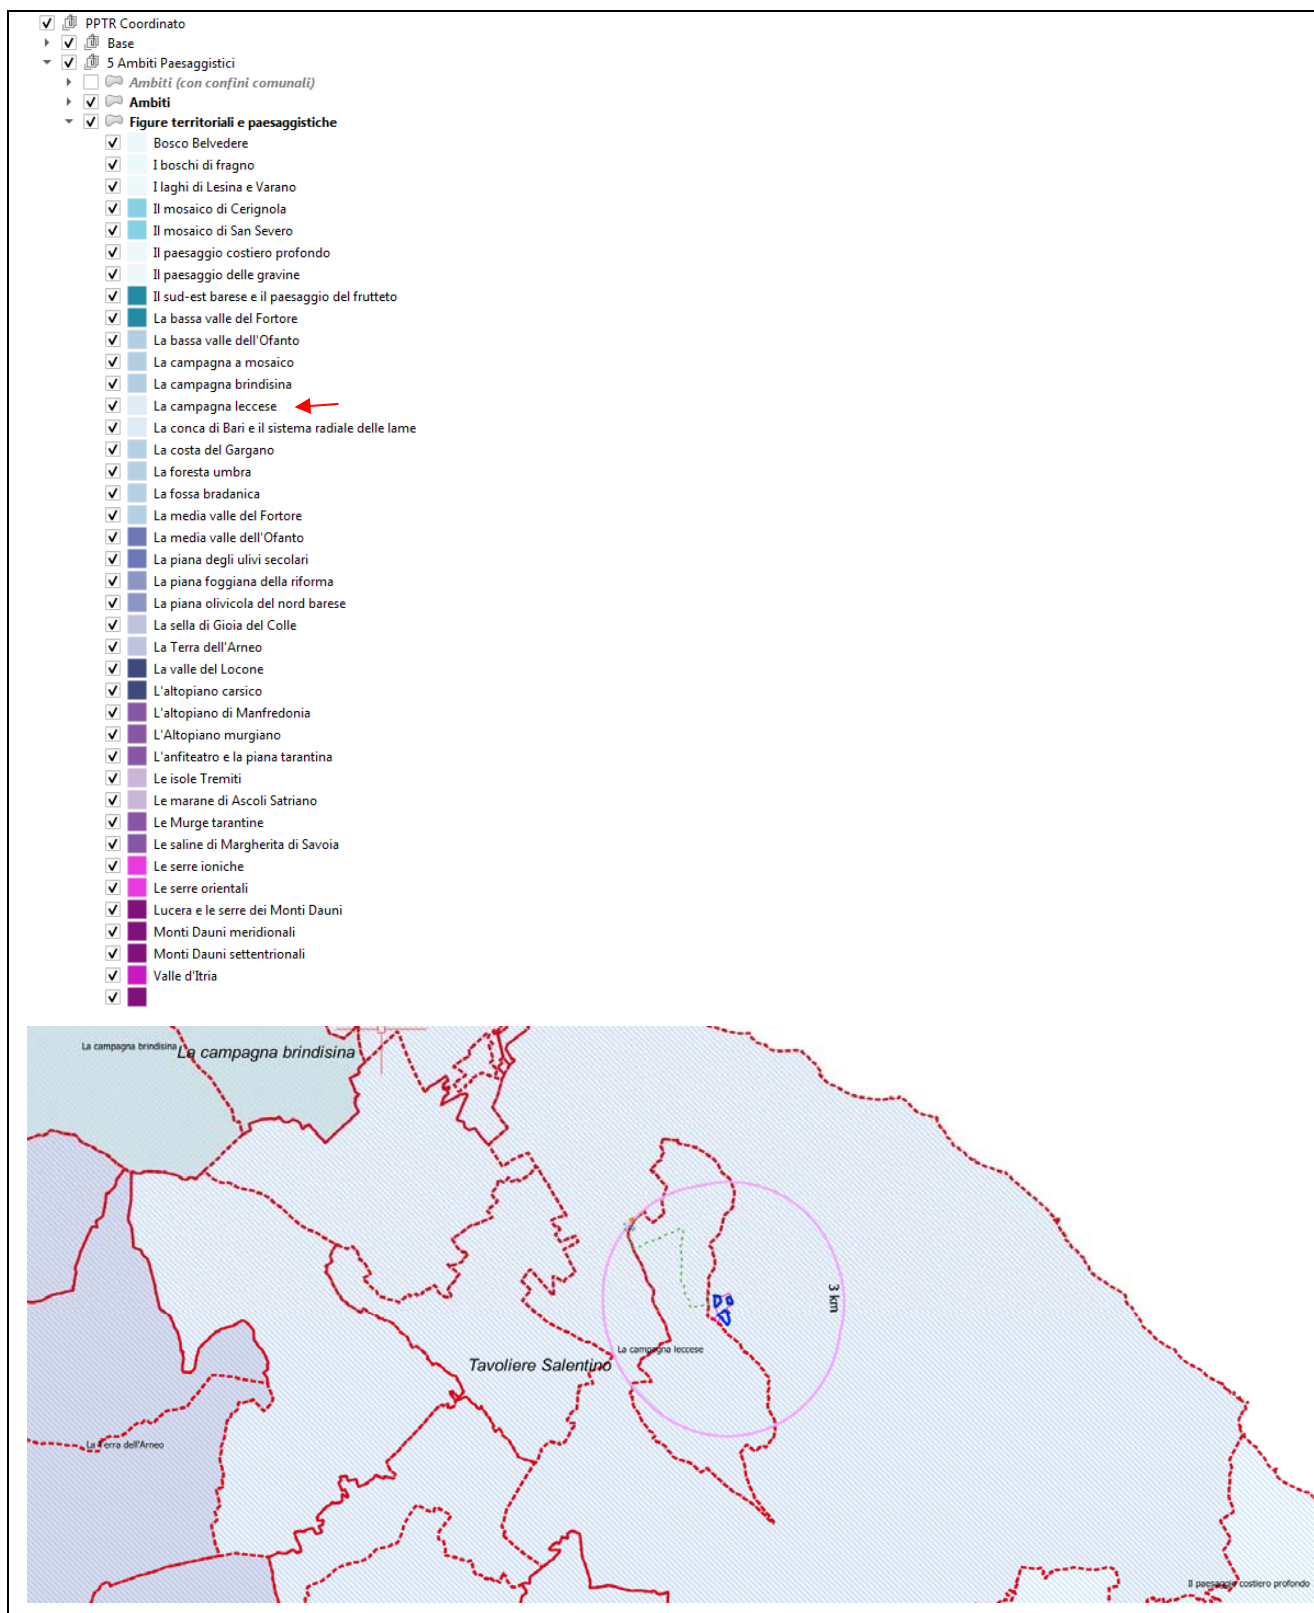 PPTR Coordinato
Base
5 Ambiti Paesaggistici
Ambiti (con confini comunali)
Ambiti
Figure territoriali e paesaggistiche
Bosco Belvedere
I boschi di fragno
I laghi di Lesina e Varano
Il mosaico di Cerignola
Il mosaico di San Severo
Il paesaggio costiero profondo
Il paesaggio delle gravine
Il sud-est barese e il paesaggio del frutteto
La bassa valle del Fortore
La bassa valle dell'Ofanto
La campagna a mosaico
La campagna brindisina
La campagna leccese
La conca di Bari e il sistema radiale delle lame
La costa del Gargano
La foresta umbra
La fossa bradanica
La media valle del Fortore
La media valle dell'Ofanto
La piana degli ulivi secolari
La piana foggiana della riforma
La piana olivicola del nord barese
La sella di Gioia del Colle
La Terra dell'Arneo
La valle del Locone
L'altopiano carsico
L'altopiano di Manfredonia
L'Altopiano murgiano
L'anfiteatro e la piana tarantina
Le isole Tremiti
Le marane di Ascoli Satriano
Le Murge tarantine
Le saline di Margherita di Savoia
Le serre ioniche
Le serre orientali
Lucera e le serre dei Monti Dauni
Monti Dauni meridionali
Monti Dauni settentrionali
Valle d'Itria
La campagna brindisina
La campagna brindisina
3 km
La campagna leccese
Tavoliere Salentino
La Terra dell'Arneo
Il paesaggio costiero profondo